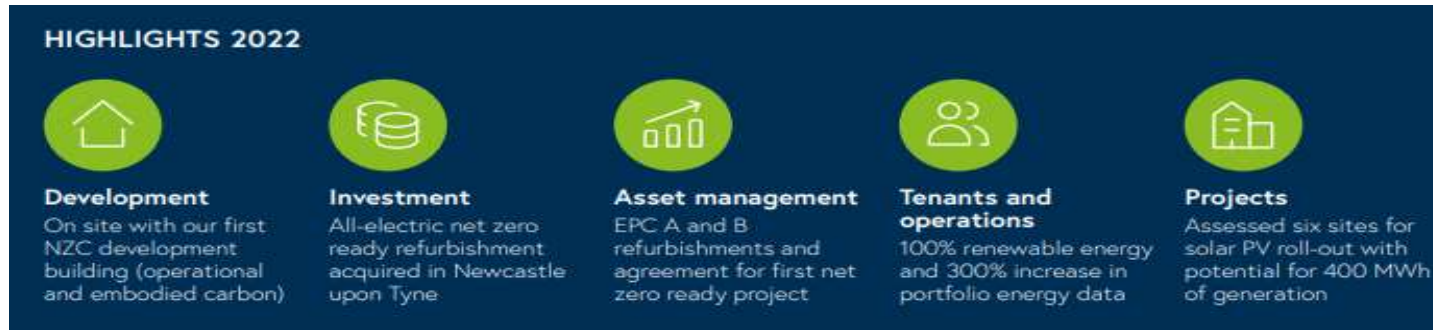 HIGHLIGHTS 2022
Development
On site with our first
NZC development
building (operational
and embodied carbon)
Investment
All-electric net zero
ready refurbishment
acquired in Newcastle
upon Tyne
Asset management
EPC A and B
refurbishments and
agreement for first net
zero ready project
Tenants and
operations
100% renewable energy
and 300% increase in
portfolio energy data
Projects
Assessed six sites for
solar PV roll-out with
potential for 400 MWh
of generation